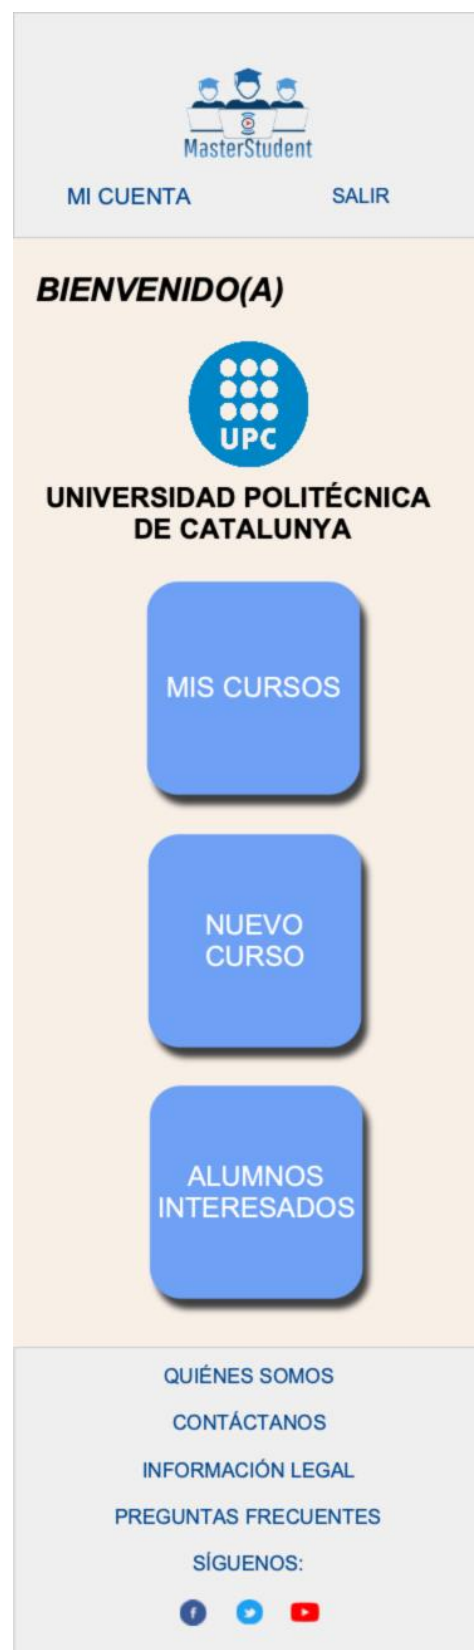 MasterStudent
MI CUENTA
SALIR
BIENVENIDO(A)
UPC
UNIVERSIDAD POLITÉCNICA
DE CATALUNYA
MIS CURSOS
NUEVO
CURSO
ALUMNOS
INTERESADOS
QUIÉNES SOMOS
CONTÁCTANOS
INFORMACIÓN LEGAL
PREGUNTAS FRECUENTES
SÍGUENOS: